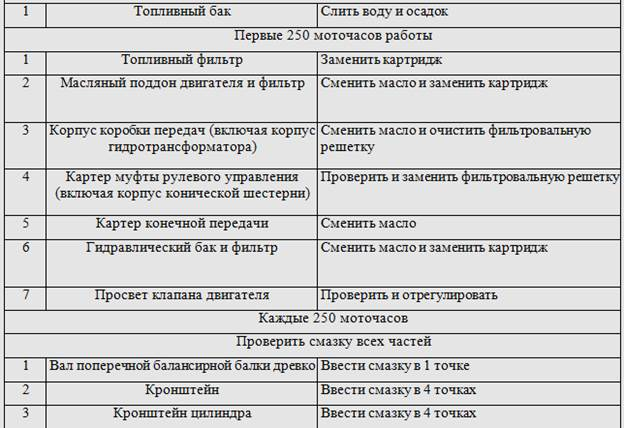 1 Топливный бак Слить воду и осадок
Первые 250 моточасов работы
1 Топливный фильтр Заменить картридж
2 Масляный поддон двигателя и фильтр Сменить масло и заменить картридж
3 Корпус коробки передач (включая корпус Сменить масло и очистить фильтровальную
гидротрансформатора) решетку
4 Картер муфты рулевого управления Проверить и заменить фильтровальную решетку
(включая корпус конической шестерни)
5 Картер конечной передачи Сменить масло
6 Гидравлический бак и фильтр Сменить масло и заменить картридж
7 Просвет клапана двигателя Проверить и отрегулировать
Каждые 250 моточасов
Проверить смазку всех частей
1 Вал поперечной балансирной балки древко Ввести смазку в 1 точке
2 Кронштейн Ввести смазку в 4 точках
3 Кронштейн цилиндра Ввести смазку в 4 точках